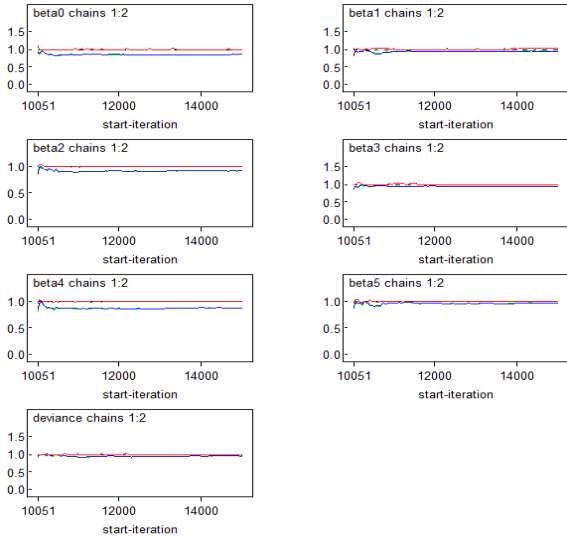 beta0 chains 1:2
1.5
1.0
0.5
0.0
10051 12000 14000
start-iteration
beta1 chains 1:2
1.5
1.0
0.5
0.0
10051 12000 14000
start-iteration
beta2 chains 1:2
1.0
0.5
0.0
10051 12000 14000
start-iteration
beta3 chains 1:2
1.5
1.0
0.5
0.0
10051 12000 14000
start-iteration
beta4 chains 1:2
1.0
0.5
0.0
10051 12000 14000
start-iteration
beta5 chains 1:2
1.0
0.5
0.0
10051 12000 14000
start-iteration
deviance chains 1:2
1.5
1.0
0.5
0.0
10051 12000 14000
start-iteration